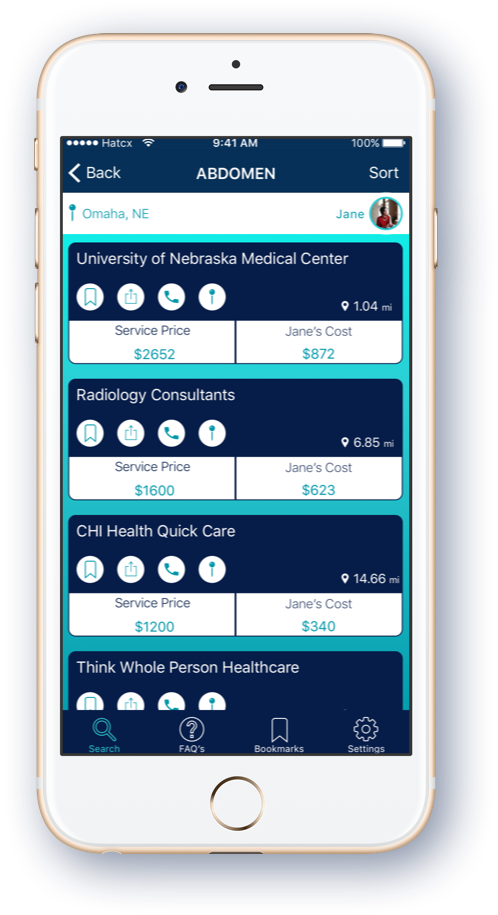 Hatcx 9:41 AM 100%
Back ABDOMEN Sort
Omaha, NE Jane
University of Nebraska Medical Center
1.04 mi
Service Price Jane's Cost
$2652 $872
Radiology Consultants
6.85 mi
Service Price Jane's Cost
$1600 $623
CHI Health Quick Care
14.66 mi
Service Price Jane's Cost
$1200 $340
Think Whole Person Healthcare
Search FAQ's Bookmarks Settings